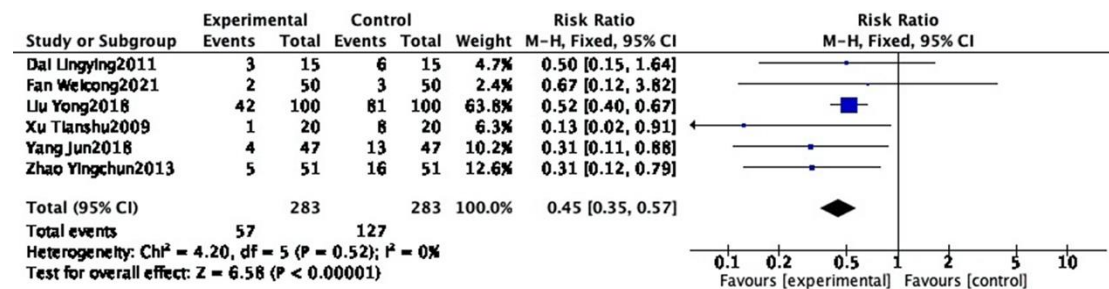 Experimental Control Risk Ratio Risk Ratio
Study or Subgroup Events Total Events Total Weight M-H, Fixed, 95% CI M-H, Fixed, 95% CI
Dai Lingying2011 3 15 6 15 4.7% 0.50 [0.15, 1.64]
Fan Weicong2021 2 50 3 50 2.4% 0.67 [0.12, 3.82]
Liu Yong2018 42 100 81 100 63.8% 0.52 [0.40, 0.67]
Xu Tianshu2009 1 20 8 20 6.3% 0.13 [0.02, 0.91]
Yang Jun2018 4 47 13 47 10.2% 0.31 [0.11, 0.88]
Zhao Yingchun2013 5 51 16 51 12.6% 0.31 [0.12, 0.79]
Total (95% CI) 283 283 100.0% 0.45 [0.35, 0.57]
Total events 57 127
Heterogeneity: Chi² = 4.20, df = 5 (P = 0.52); I² = 0%
Test for overall effect: Z = 6.58 (P < 0.00001)
0.1 0.2 0.5 1 2 5 10
Favours [experimental] Favours [control]